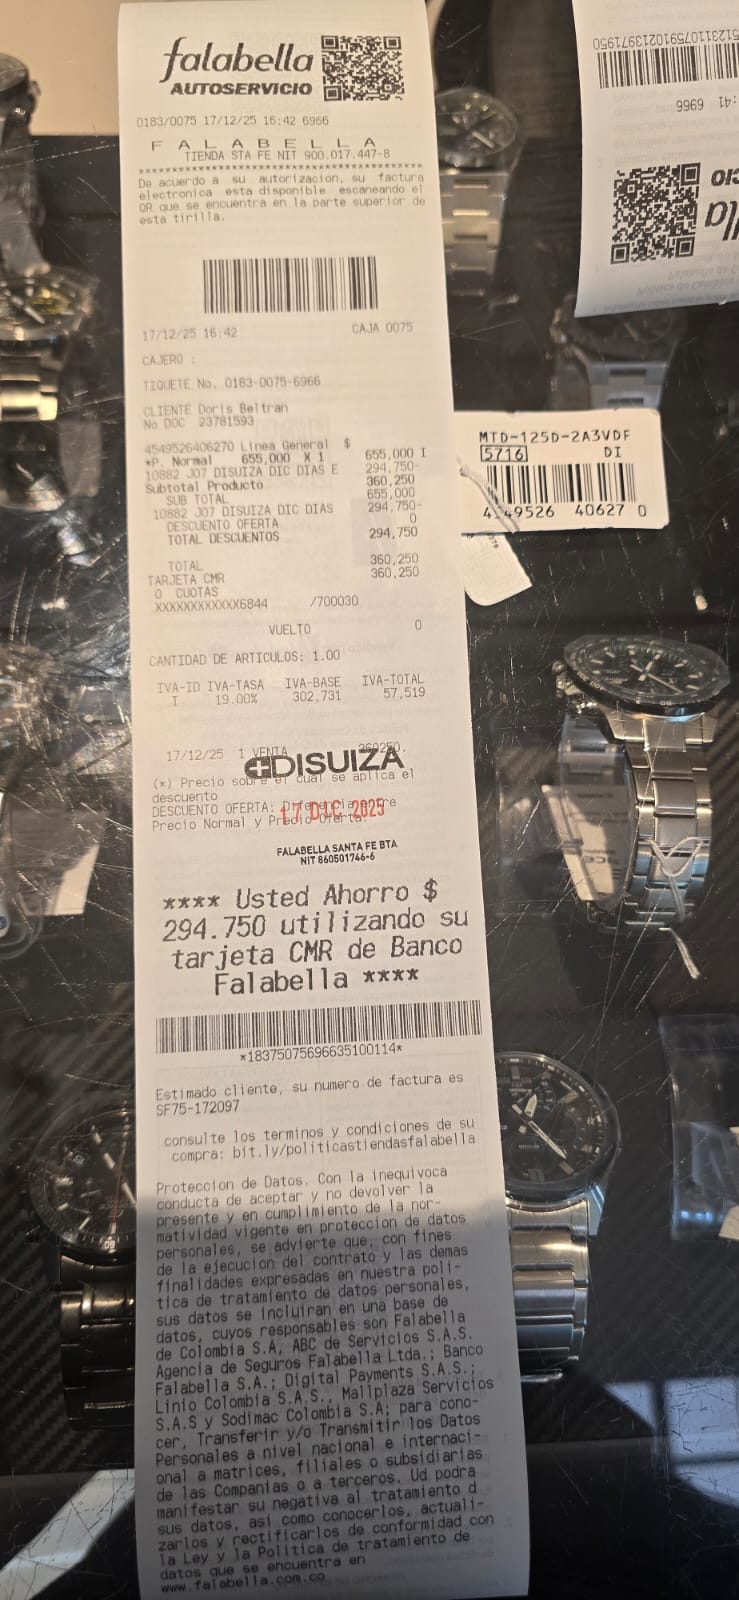 falabella
AUTOSERVICIO
0183/0075 17/12/25 16:42 6966
F A L A B E L L A
TIENDA STA FE NIT 900.017.447-8
De acuerdo a su autorizacion, su factura
electronica esta disponible escaneando el
QR que se encuentra en la parte superior de
esta tirilla.
17/12/25 16:42 CAJA 0075
CAJERO :
TIQUETE No. 0183-0075-6966
CLIENTE Doris Beltran
No DOC 23781593
4549526406270 Linea General $
*P. Normal 655,000 X 1 655,000 I
10882 J07 DISUIZA DIC DIAS E 294,750-
Subtotal Producto 360,250
SUB TOTAL 655,000
10882 J07 DISUIZA DIC DIAS 294,750-
DESCUENTO OFERTA 0
TOTAL DESCUENTOS 294,750
TOTAL 360,250
TARJETA CMR 360,250
0 CUOTAS
XXXXXXXXXXXX6844 /700030
VUELTO 0
CANTIDAD DE ARTICULOS: 1.00
IVA-ID IVA-TASA IVA-BASE IVA-TOTAL
I 19.00% 302,731 57,519
17/12/25 1 VENTA 360250.
DISUIZA
(*) Precio sobre el cual se aplica el
descuento
DESCUENTO OFERTA: Diferencia entre
17 DIC 2025
Precio Normal y Precio Oferta.
FALABELLA SANTA FE BTA
NIT 860501746-6
**** Usted Ahorro $
294.750 utilizando su
tarjeta CMR de Banco
Falabella ****
*18375075696635100114*
Estimado cliente, su numero de factura es
SF75-172097
consulte los terminos y condiciones de su
compra: bit.ly/politicastiendasfalabella
Proteccion de Datos. Con la inequivoca
conducta de aceptar y no devolver la
presente y en cumplimiento de la nor-
matividad vigente en proteccion de datos
personales, se advierte que, con fines
de la ejecucion del contrato y las demas
finalidades expresadas en nuestra poli-
tica de tratamiento de datos personales,
sus datos se incluiran en una base de
datos, cuyos responsables son Falabella
de Colombia S.A, ABC de Servicios S.A.S.
Agencia de Seguros Falabella Ltda.; Banco
Falabella S.A.; Digital Payments S.A.S.;
Linio Colombia S.A.S., Mallplaza Servicios
S.A.S y Sodimac Colombia S.A; para cono-
cer, Transferir y/o Transmitir los Datos
Personales a nivel nacional e internaci-
onal a matrices, filiales o subsidiarias
de las Companias o a terceros. Ud podra
manifestar su negativa al tratamiento d
sus datos, asi como conocerlos, actuali-
zarlos y rectificarlos de conformidad con
la Ley y la Politica de tratamiento de
datos que se encuentra en
www.falabella.com.co
MTD-125D-2A3VDF
5716 DI
4 549526 40627 0
:41 6966